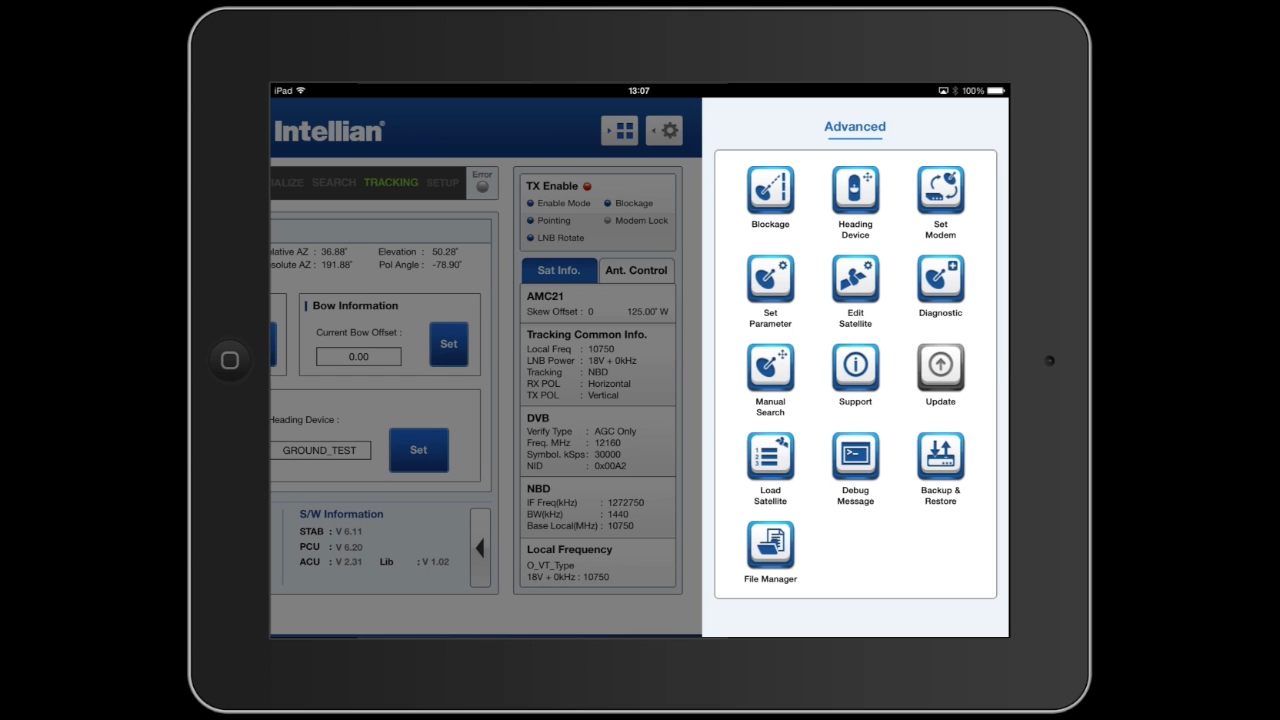 iPad
13:07
100%
Intellian®
ALIZE SEARCH TRACKING SETUP
Error
lative AZ : 36.88° Elevation : 50.28°
solute AZ : 191.88° Pol Angle : -78.90°
Bow Information
Current Bow Offset :
0.00
Set
Heading Device :
GROUND_TEST
Set
S/W Information
STAB : V 6.11
PCU : V 6.20
ACU : V 2.31 Lib : V 1.02
TX Enable
Enable Mode Blockage
Pointing Modem Lock
LNB Rotate
Sat Info. Ant. Control
AMC21
Skew Offset : 0 125.00° W
Tracking Common Info.
Local Freq : 10750
LNB Power : 18V + 0kHz
Tracking : NBD
RX POL : Horizontal
TX POL : Vertical
DVB
Verify Type : AGC Only
Freq. MHz : 12160
Symbol. kSps : 30000
NID : 0x00A2
NBD
IF Freq(kHz) : 1272750
BW(kHz) : 1440
Base Local(MHz) : 10750
Local Frequency
O_VT_Type
18V + 0kHz : 10750
Advanced
Blockage
Heading
Device
Set
Modem
Set
Parameter
Edit
Satellite
Diagnostic
Manual
Search
Support
Update
Load
Satellite
Debug
Message
Backup &
Restore
File Manager